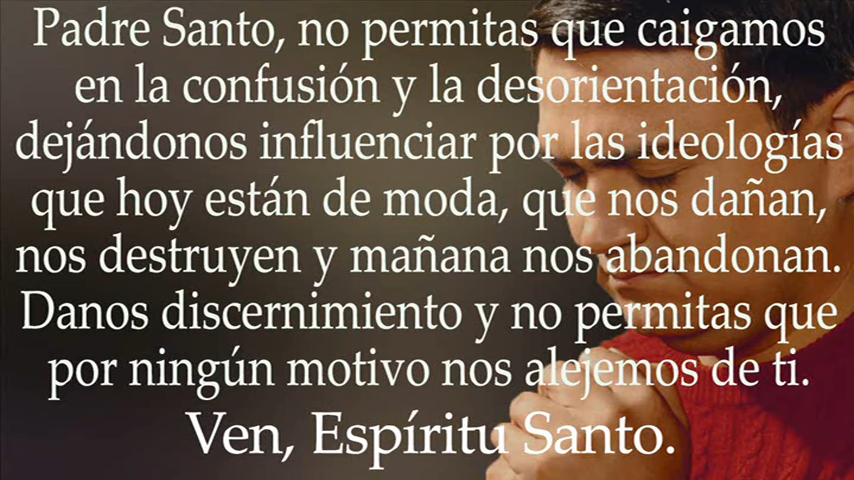 Padre Santo, no permitas que caigamos
en la confusión y la desorientación,
dejándonos influenciar por las ideologías
que hoy están de moda, que nos dañan,
nos destruyen y mañana nos abandonan.
Danos discernimiento y no permitas que
por ningún motivo nos alejemos de ti.
Ven, Espíritu Santo.